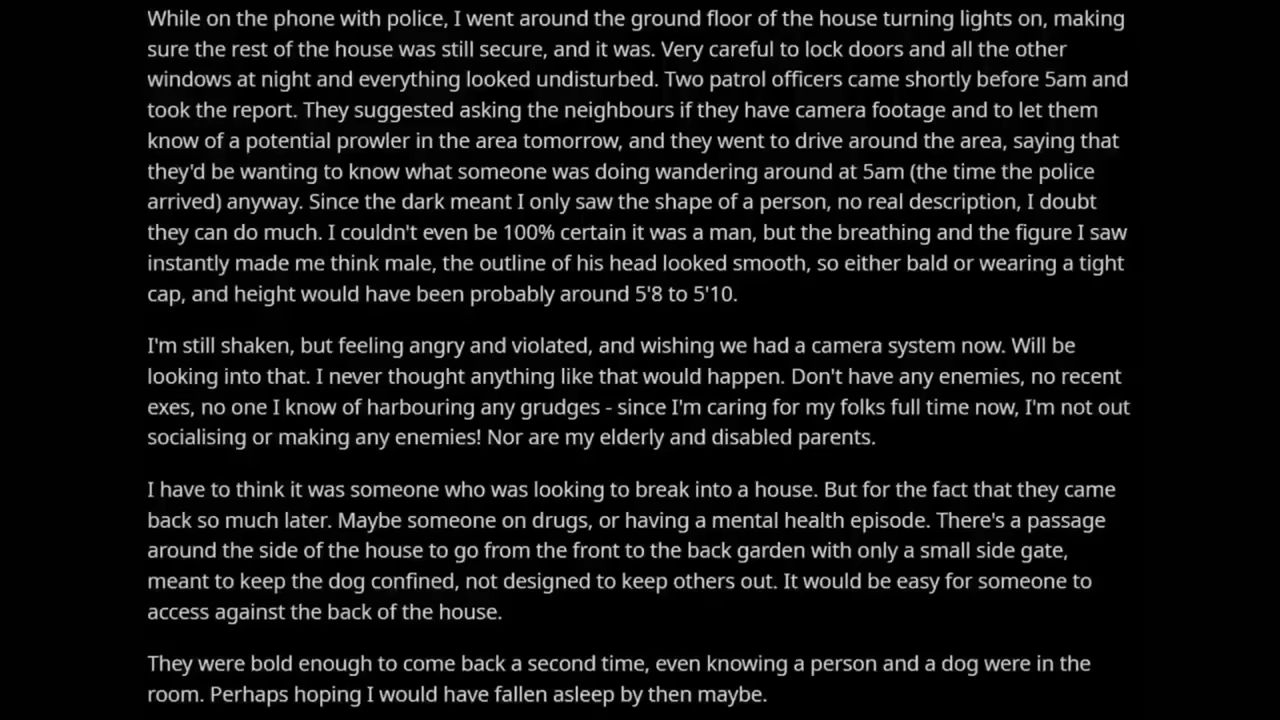 While on the phone with police, I went around the ground floor of the house turning lights on, making
sure the rest of the house was still secure, and it was. Very careful to lock doors and all the other
windows at night and everything looked undisturbed. Two patrol officers came shortly before 5am and
took the report. They suggested asking the neighbours if they have camera footage and to let them
know of a potential prowler in the area tomorrow, and they went to drive around the area, saying that
they'd be wanting to know what someone was doing wandering around at 5am (the time the police
arrived) anyway. Since the dark meant I only saw the shape of a person, no real description, I doubt
they can do much. I couldn't even be 100% certain it was a man, but the breathing and the figure I saw
instantly made me think male, the outline of his head looked smooth, so either bald or wearing a tight
cap, and height would have been probably around 5'8 to 5'10.
I'm still shaken, but feeling angry and violated, and wishing we had a camera system now. Will be
looking into that. I never thought anything like that would happen. Don't have any enemies, no recent
exes, no one I know of harbouring any grudges - since I'm caring for my folks full time now, I'm not out
socialising or making any enemies! Nor are my elderly and disabled parents.
I have to think it was someone who was looking to break into a house. But for the fact that they came
back so much later. Maybe someone on drugs, or having a mental health episode. There's a passage
around the side of the house to go from the front to the back garden with only a small side gate,
meant to keep the dog confined, not designed to keep others out. It would be easy for someone to
access against the back of the house.
They were bold enough to come back a second time, even knowing a person and a dog were in the
room. Perhaps hoping I would have fallen asleep by then maybe.